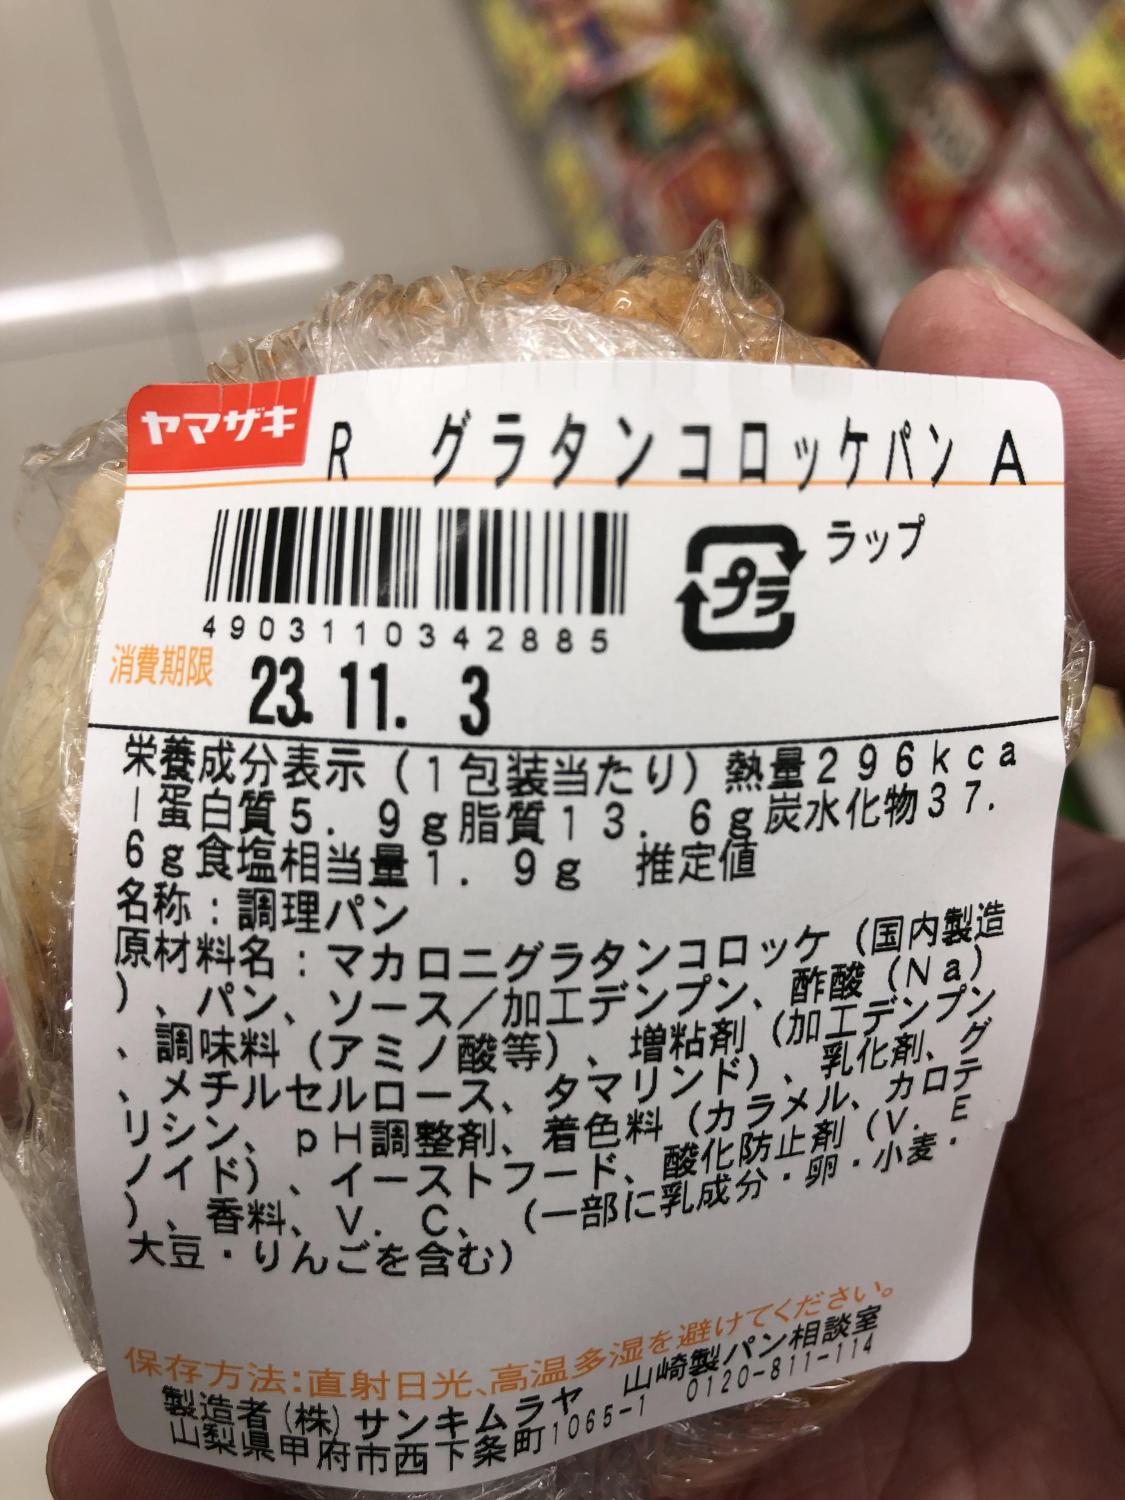 ヤマザキ
R グラタンコロッケパン A
ラップ
プラ
4903110342885
消費期限
23.11. 3
栄養成分表示(1包装当たり)熱量296kca
l蛋白質5.9g脂質13.6g炭水化物37.
6g食塩相当量1.9g 推定値
名称:調理パン
原材料名:マカロニグラタンコロッケ(国内製造
)、パン、ソース/加工デンプン、酢酸(Na)
、調味料(アミノ酸等)、増粘剤(加工デンプン
、メチルセルロース、タマリンド)、乳化剤、グ
リシン、pH調整剤、着色料(カラメル、カロテ
ノイド)、イーストフード、酸化防止剤(V.E
)、香料、V.C、(一部に乳成分・卵・小麦・
大豆・りんごを含む)
保存方法:直射日光、高温多湿を避けてください。
製造者(株)サンキムラヤ 山崎製パン相談室
山梨県甲府市西下条町1065-1 0120-811-114